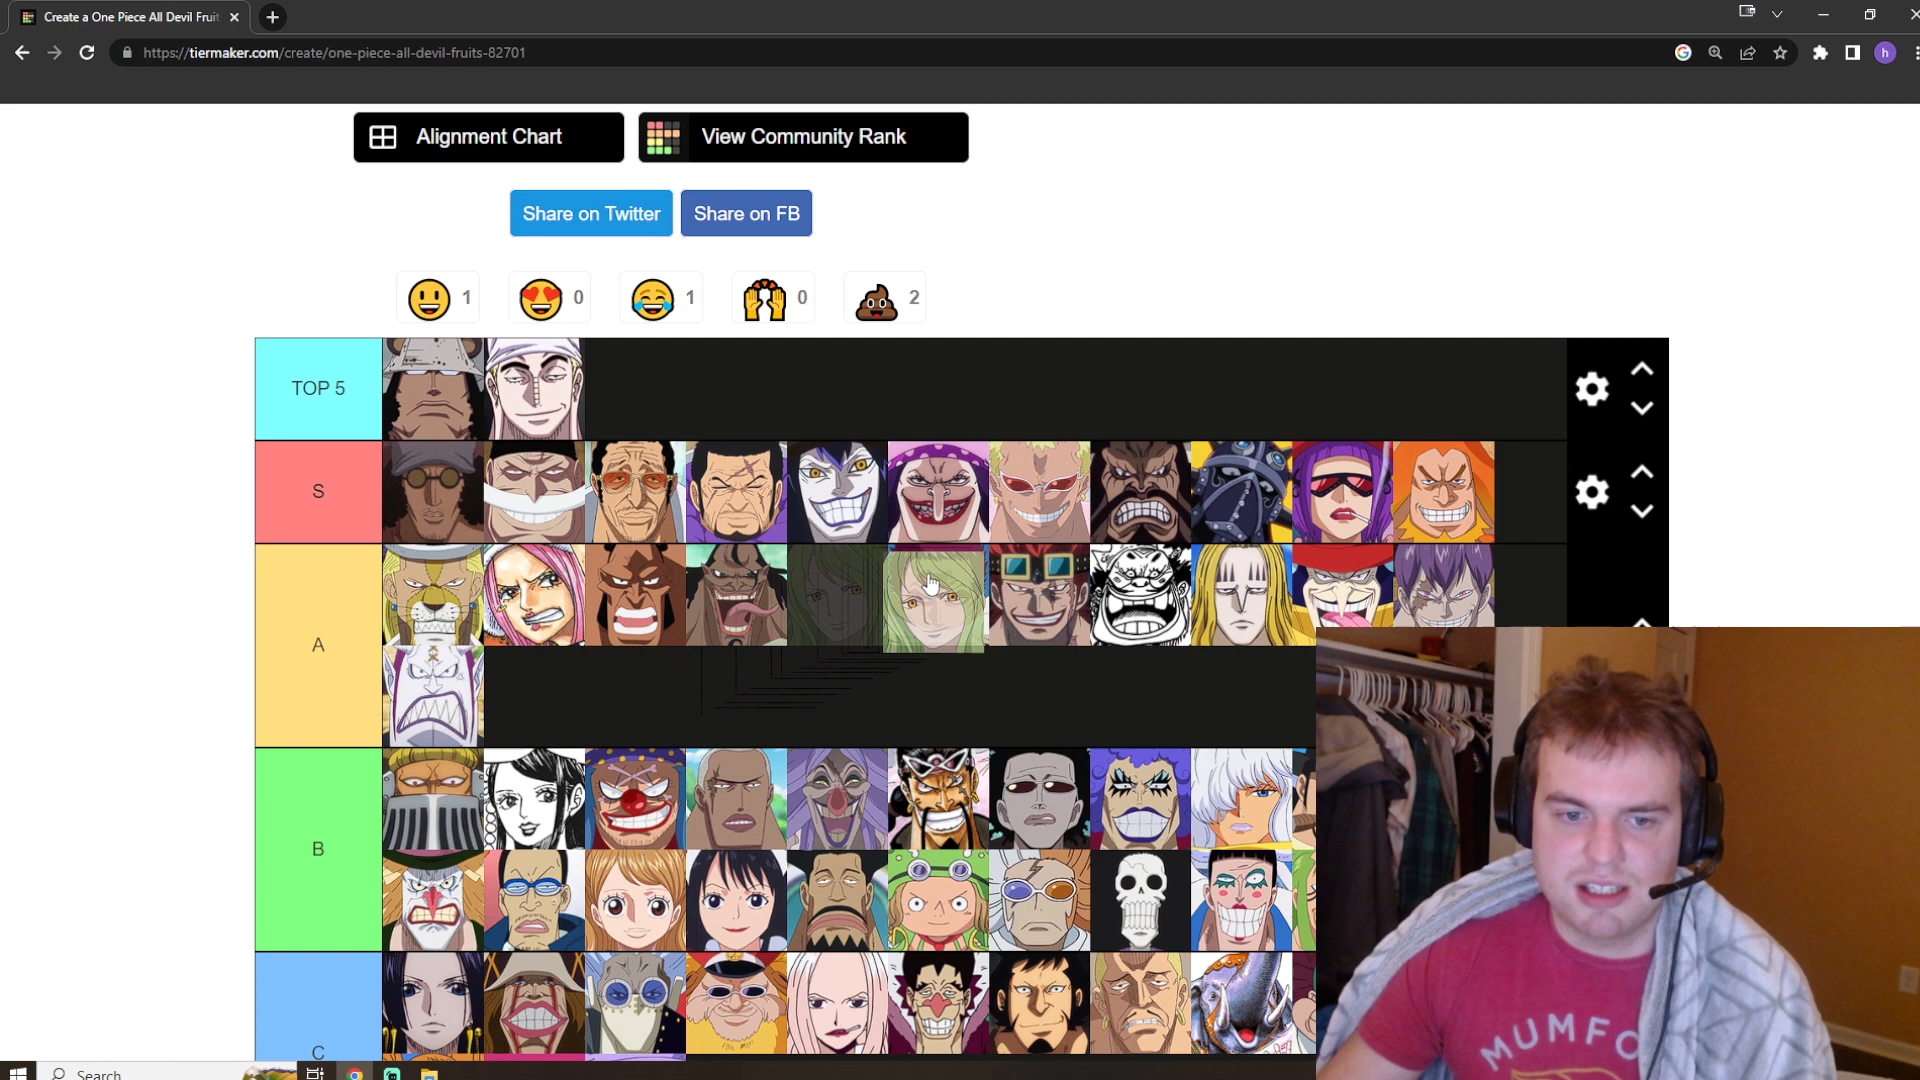 Create a One Piece All Devil Fruit
https://tiermaker.com/create/one-piece-all-devil-fruits-82701
h
Alignment Chart
View Community Rank
Share on Twitter
Share on FB
1
0
1
0
2
TOP 5
S
A
B
C
MUMFO
Search